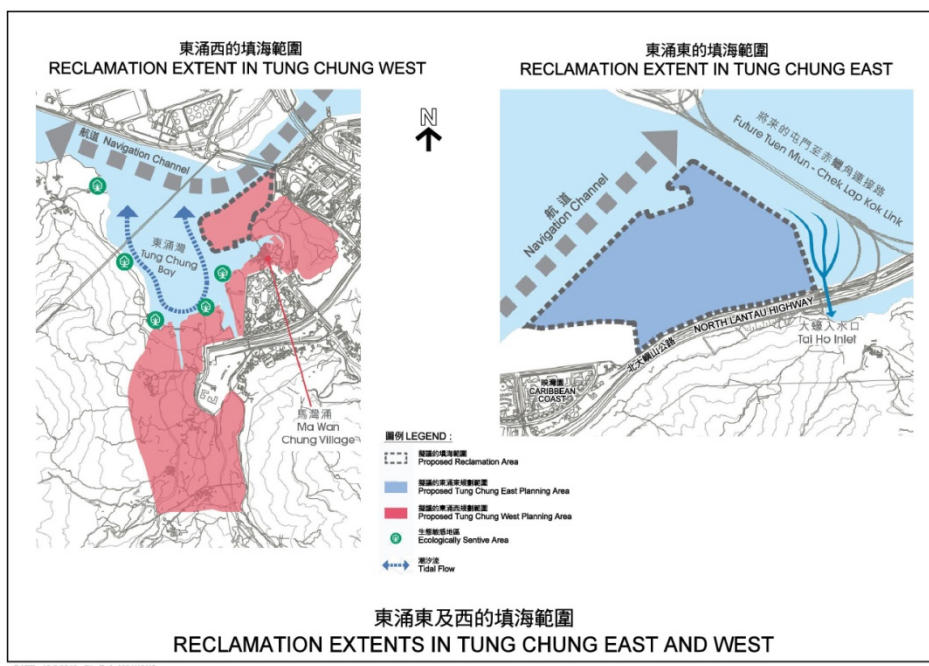 東涌西的填海範圍
RECLAMATION EXTENT IN TUNG CHUNG WEST
航道 Navigation Channel
東涌灣
Tung Chung
Bay
馬灣涌
Ma Wan
Chung Village
N
東涌東的填海範圍
RECLAMATION EXTENT IN TUNG CHUNG EAST
將來的屯門至赤鱲角連接路
Future Tuen Mun - Chek Lap Kok Link
航道
Navigation Channel
NORTH LANTAU HIGHWAY
北大嶼山公路
大蠔入水口
Tai Ho Inlet
映灣園
CARIBBEAN
COAST
圖例 LEGEND :
擬議的填海範圍
Proposed Reclamation Area
擬議的東涌東規劃範圍
Proposed Tung Chung East Planning Area
擬議的東涌西規劃範圍
Proposed Tung Chung West Planning Area
生態敏感地區
Ecologically Sentive Area
潮汐流
Tidal Flow
東涌東及西的填海範圍
RECLAMATION EXTENTS IN TUNG CHUNG EAST AND WEST